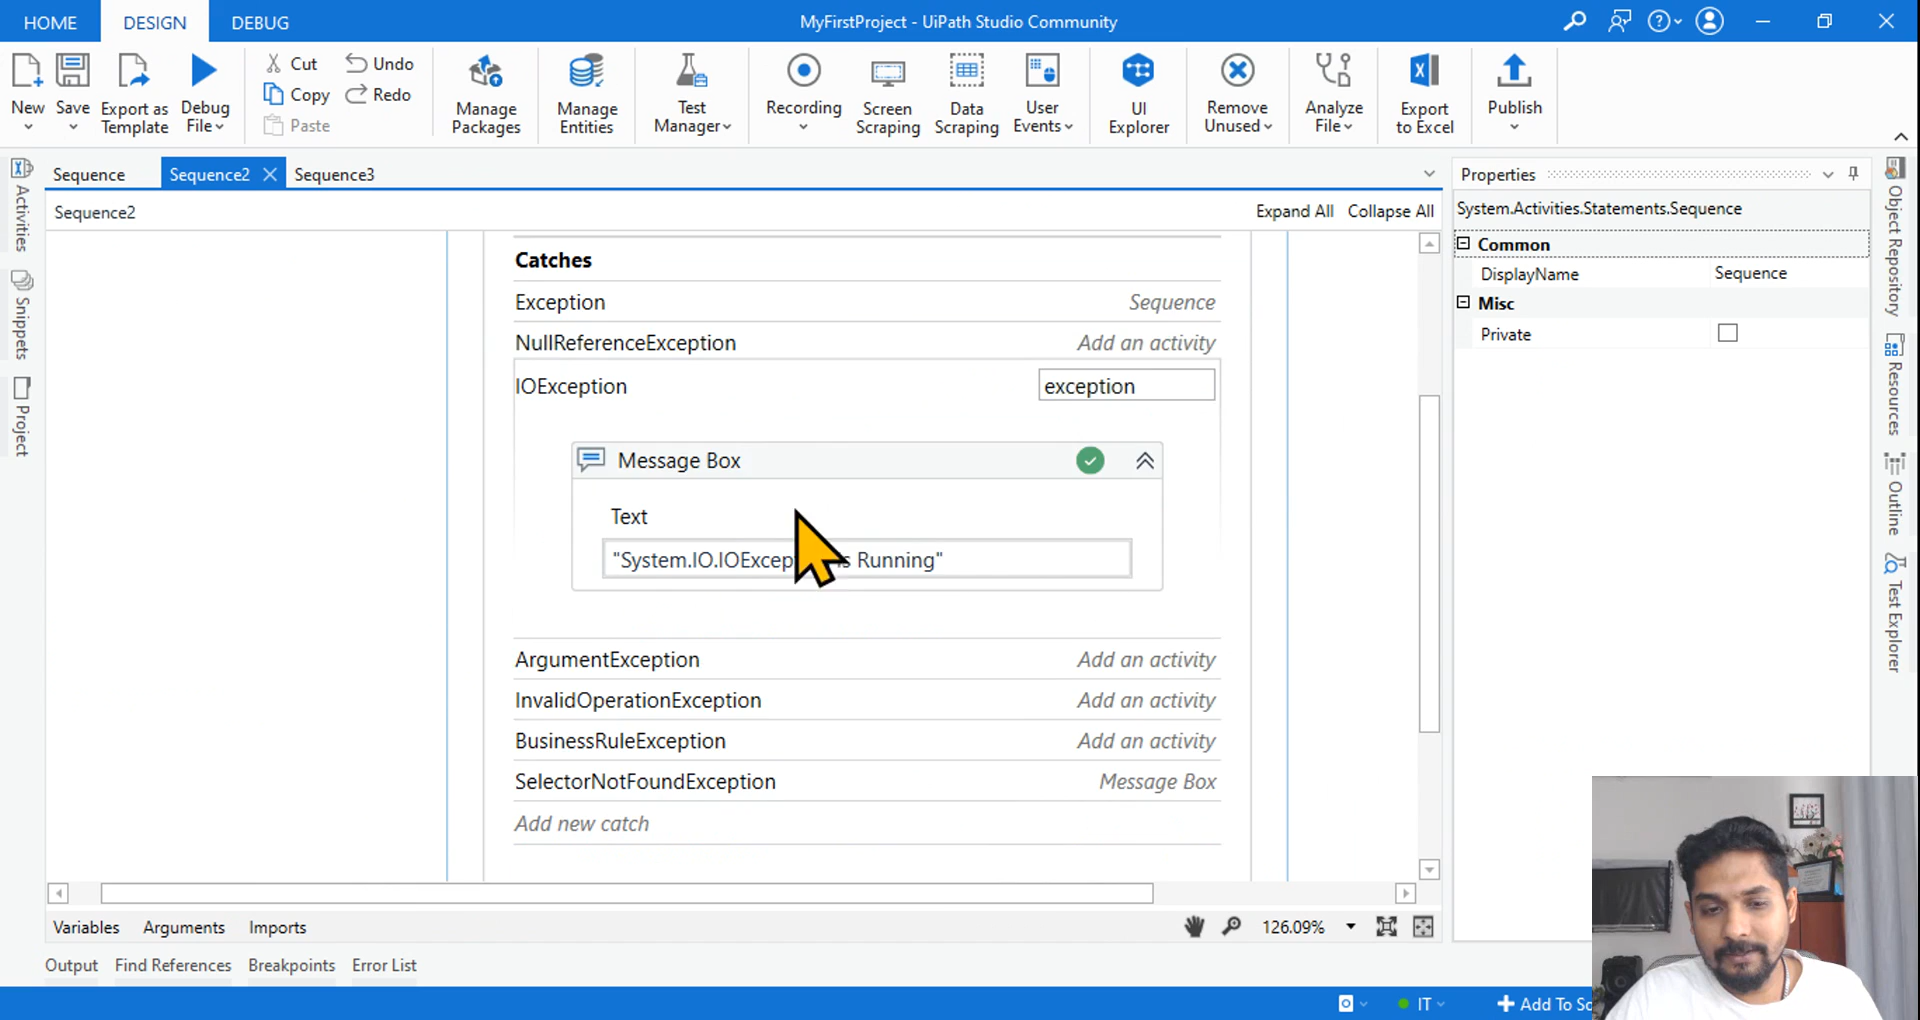 HOME DESIGN DEBUG MyFirstProject - UiPath Studio Community
New Save Export as Template Debug File Cut Copy Paste Undo Redo Manage Packages Manage Entities Test Manager Recording Screen Scraping Data Scraping User Events UI Explorer Remove Unused Analyze File Export to Excel Publish
Sequence Sequence2 Sequence3
Sequence2 Expand All Collapse All
Activities
Snippets
Project
Catches
Exception Sequence
NullReferenceException Add an activity
IOException exception
Message Box
Text
"System.IO.IOExcep Running"
ArgumentException Add an activity
InvalidOperationException Add an activity
BusinessRuleException Add an activity
SelectorNotFoundException Message Box
Add new catch
Properties
System.Activities.Statements.Sequence
Common
DisplayName Sequence
Misc
Private
Object Repository
Resources
Outline
Test Explorer
Variables Arguments Imports 126.09%
Output Find References Breakpoints Error List
IT Add To